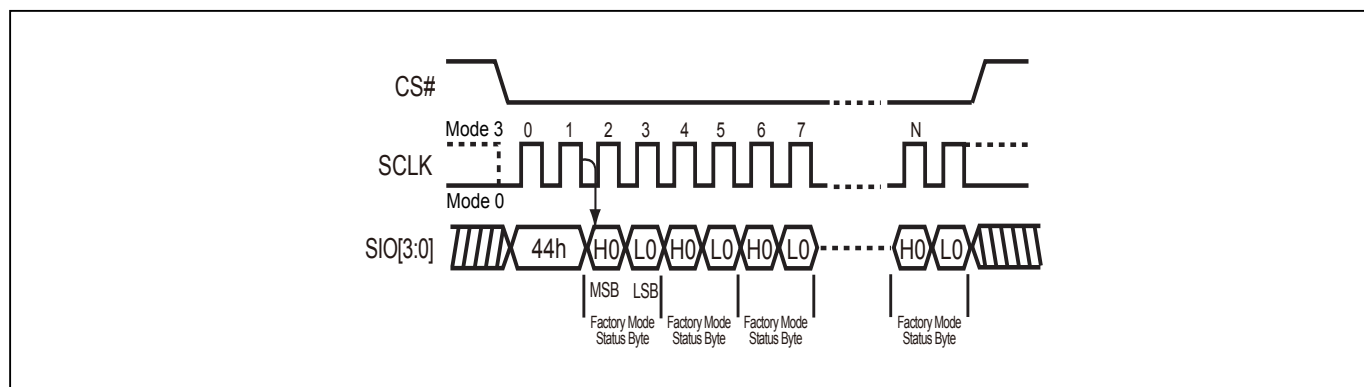 CS#
Mode 3
0 1 2 3 4 5 6 7 N
SCLK
Mode 0
SIO[3:0]
44h H0 L0 H0 L0 H0 L0 H0 L0
MSB LSB
Factory Mode Factory Mode Factory Mode Factory Mode
Status Byte Status Byte Status Byte Status Byte